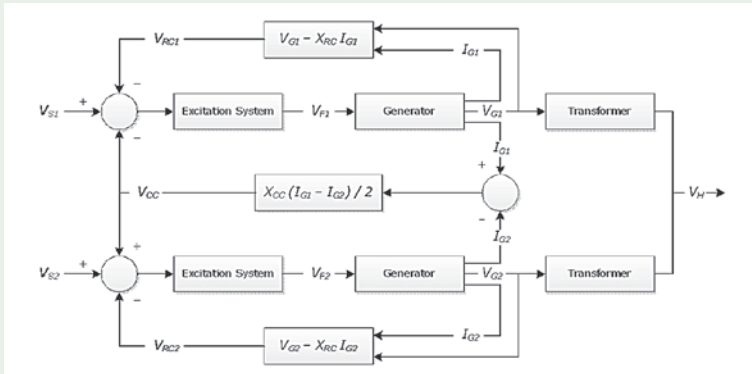 V_RC1
V_G1 – X_RC I_G1
I_G1
–
V_S1
+
Excitation System
V_F1
Generator
V_G1
Transformer
–
I_G1
+
V_CC
X_CC (I_G1 – I_G2) / 2
V_H
–
I_G2
+
V_S2
+
Excitation System
V_F2
Generator
V_G2
Transformer
–
I_G2
V_RC2
V_G2 – X_RC I_G2